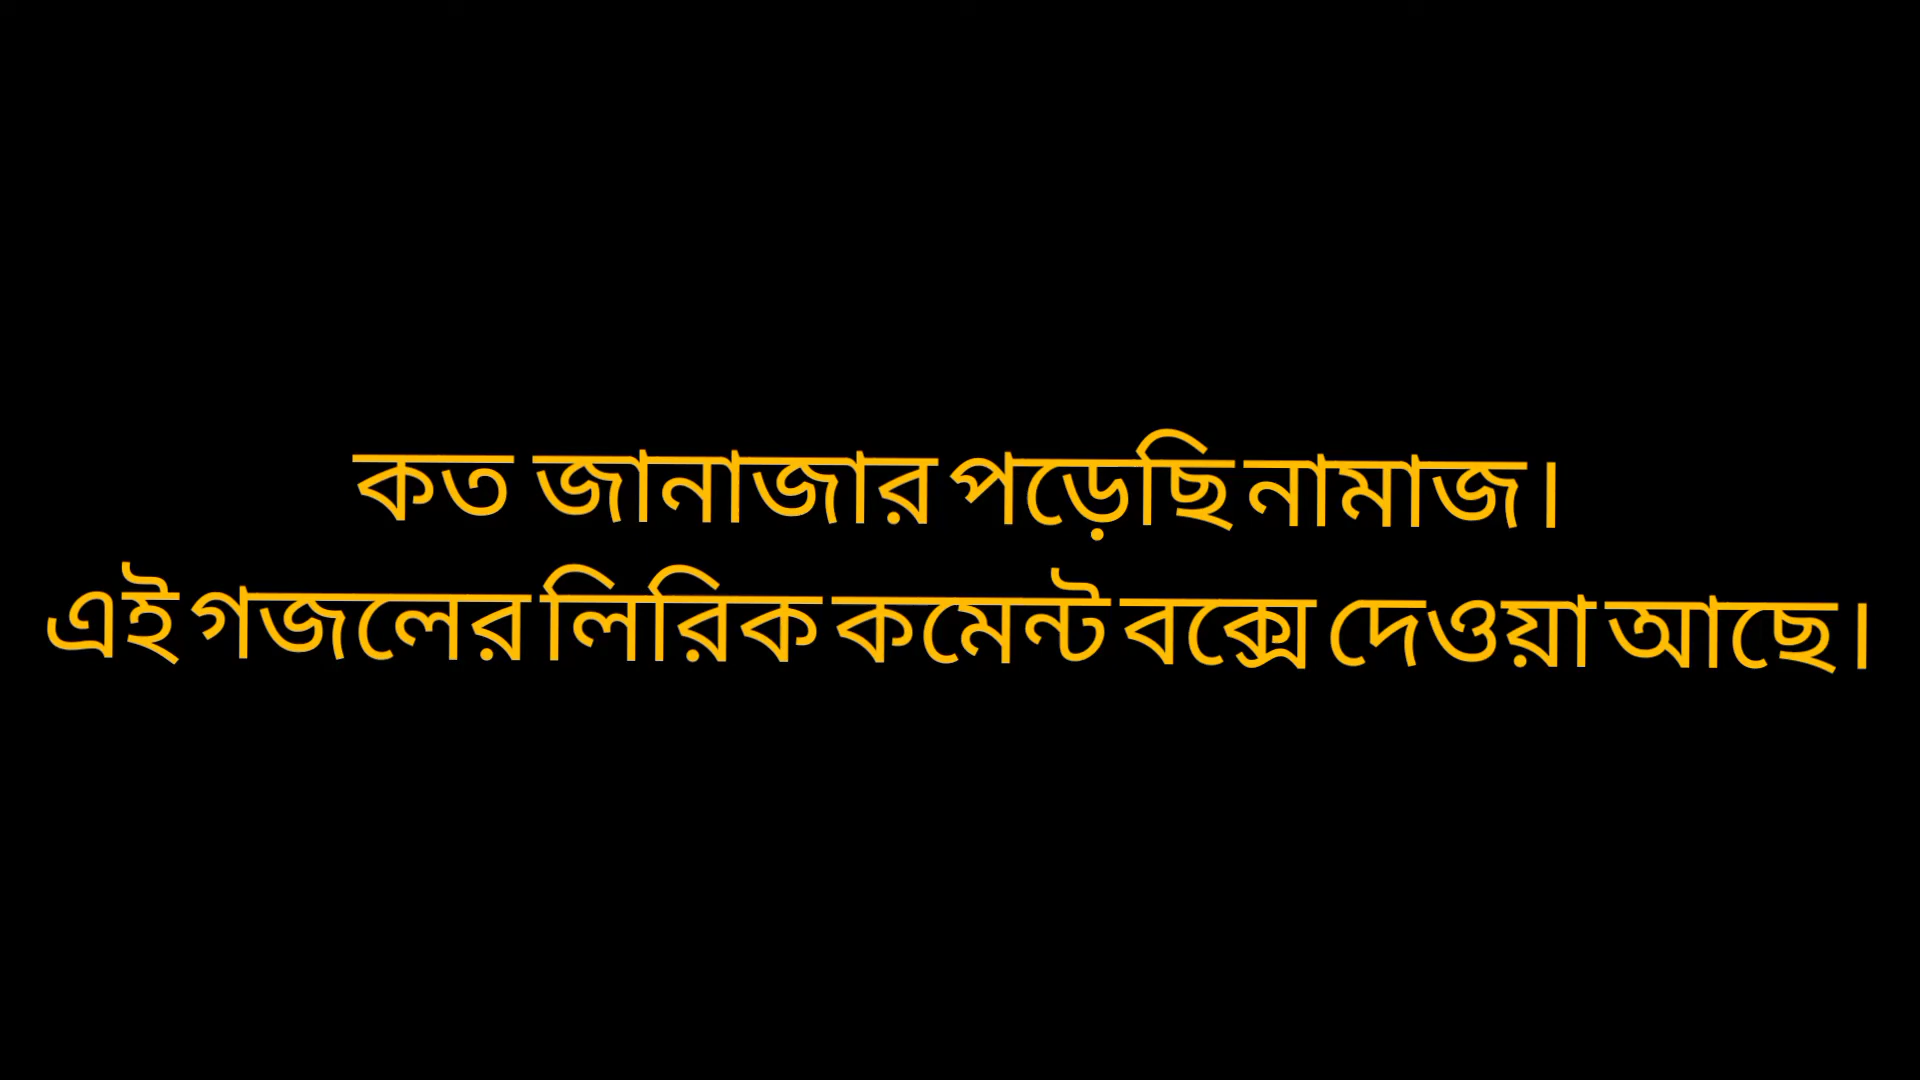 কত জানাজার পড়েছি নামাজ।
এই গজলের লিরিক কমেন্ট বক্সে দেওয়া আছে।